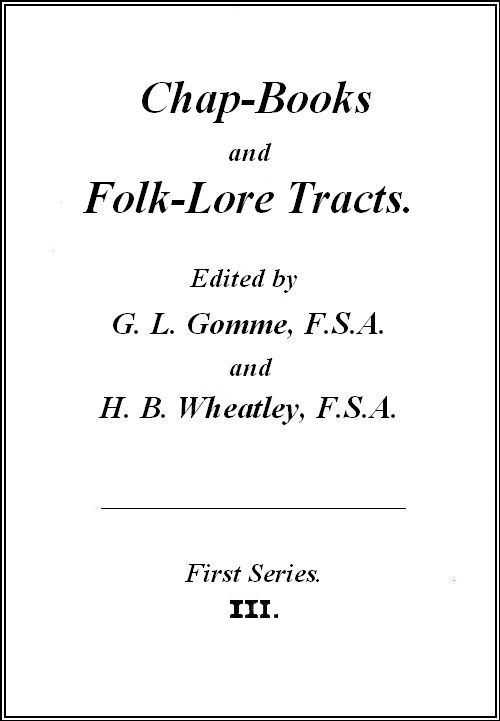 Chap-Books
and
Folk-Lore Tracts.
Edited by
G. L. Gomme, F.S.A.
and
H. B. Wheatley, F.S.A.
First Series.
III.